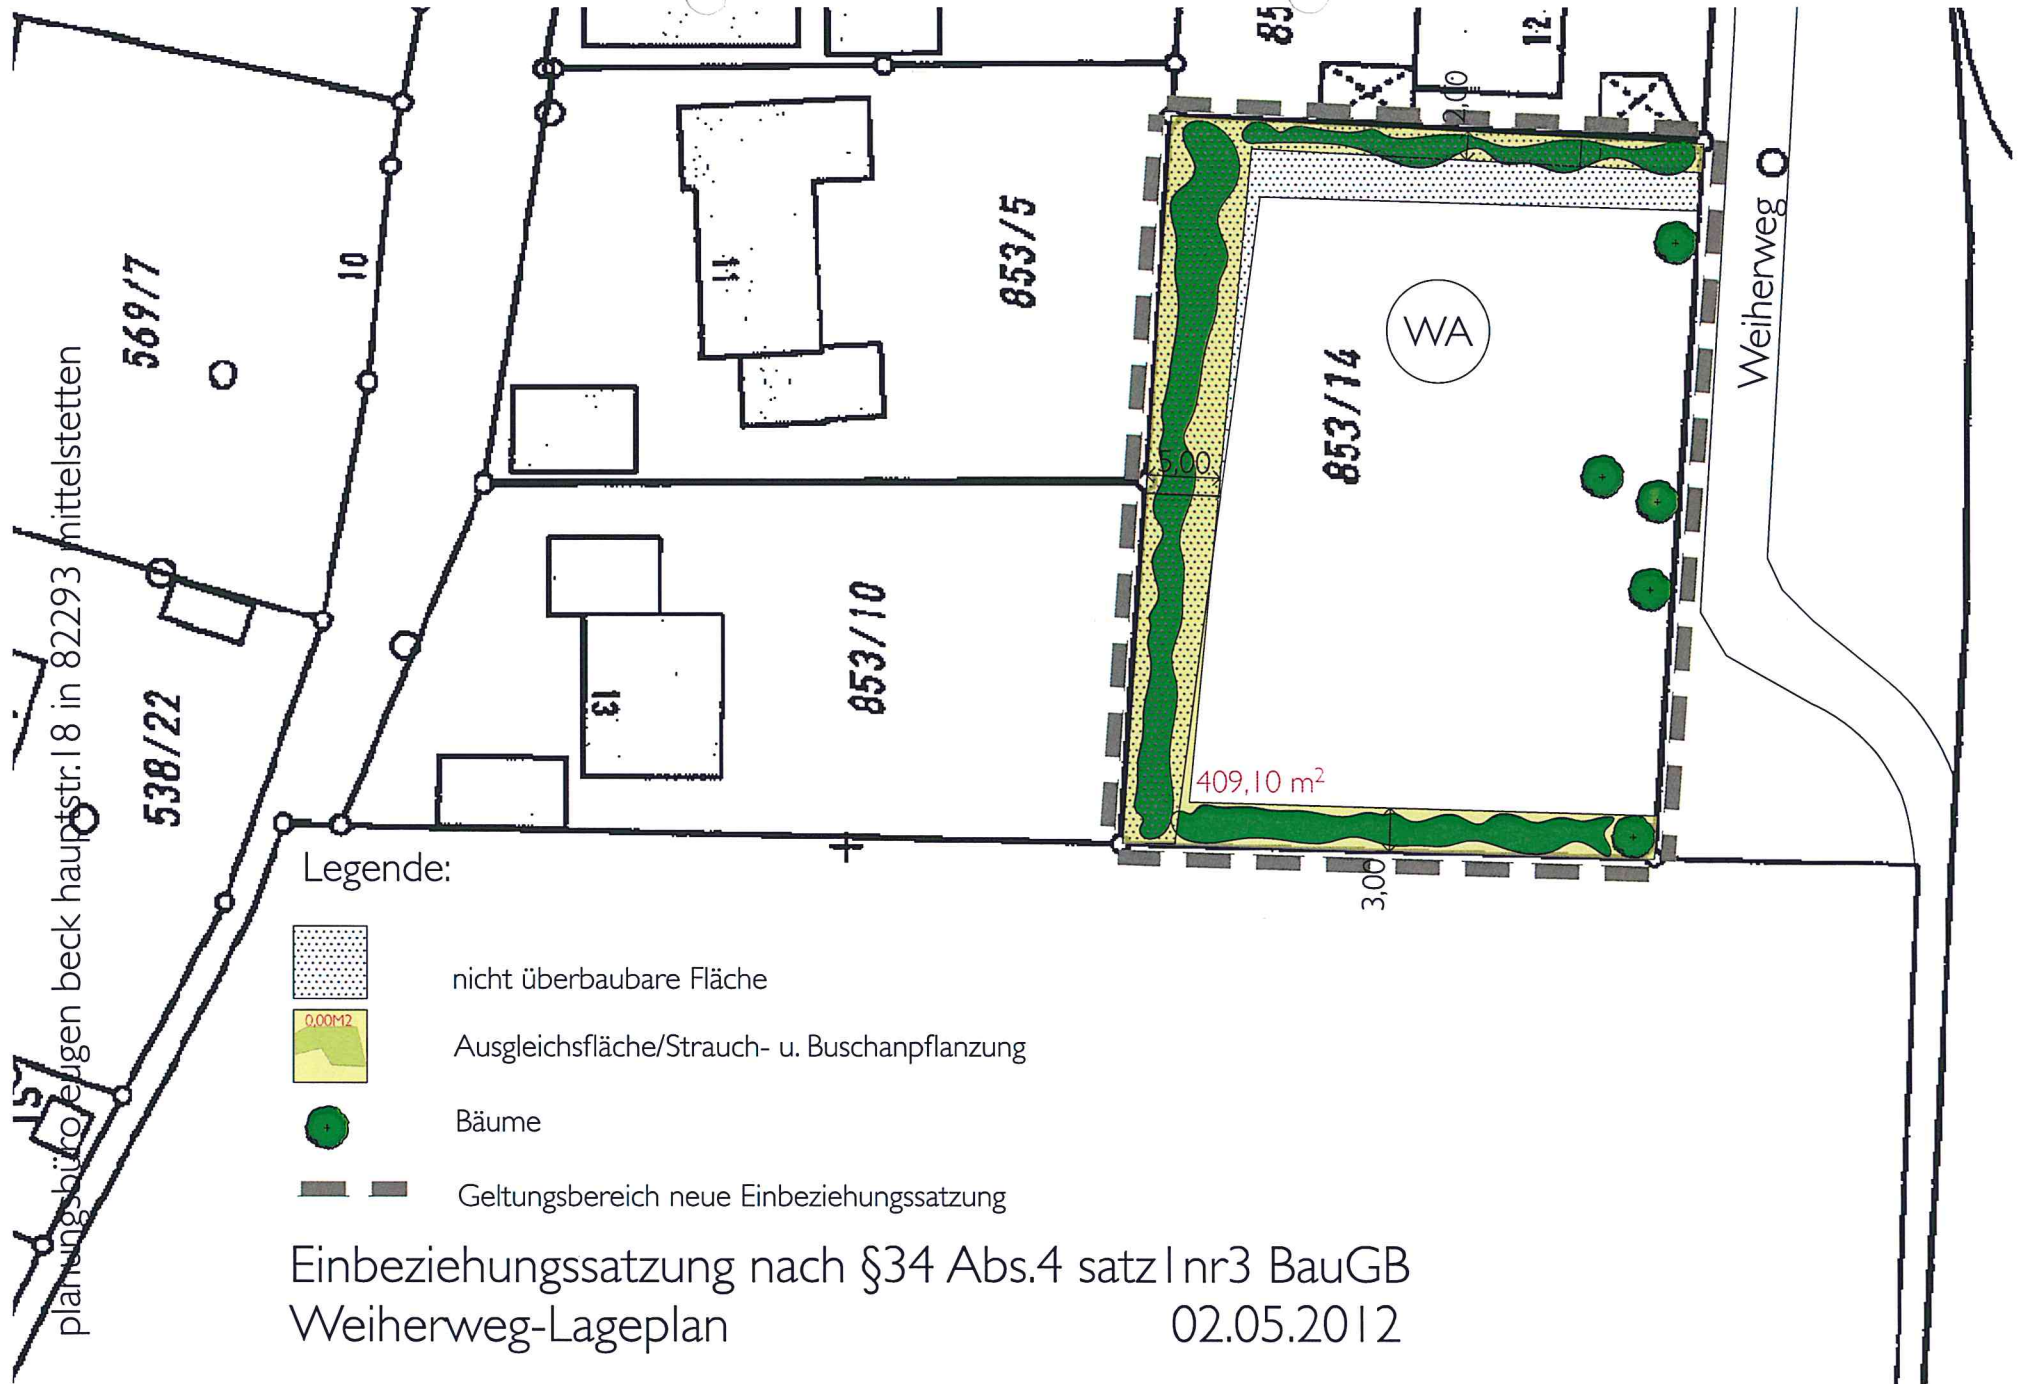 12
2,00
569/7
10
11
853/5
Weiherweg
WA
853/14
5,00
853/10
13
538/22
409,10 m²
3,00
planungsbüro eugen beck hauptstr.18 in 822293 mittelstetten
Legende:
nicht überbaubare Fläche
0,00M2
Ausgleichsfläche/Strauch- u. Buschanpflanzung
Bäume
Geltungsbereich neue Einbeziehungssatzung
Einbeziehungssatzung nach §34 Abs.4 satz1nr3 BauGB
Weiherweg-Lageplan 02.05.2012